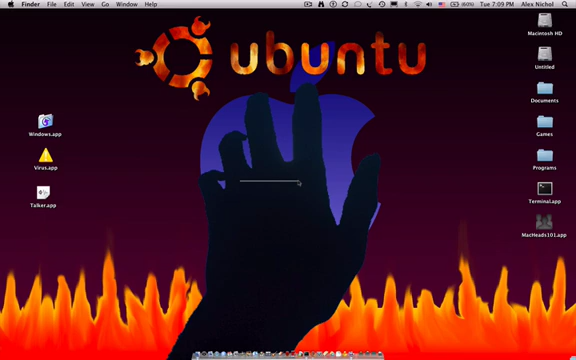 Finder File Edit View Go Window Help
(62%) Tue 7:09 PM Alex Nichol
ubuntu
Macintosh HD
Untitled
Windows.app
Documents
Virus.app
Games
Programs
Talker.app
Terminal.app
MacHeads101.app